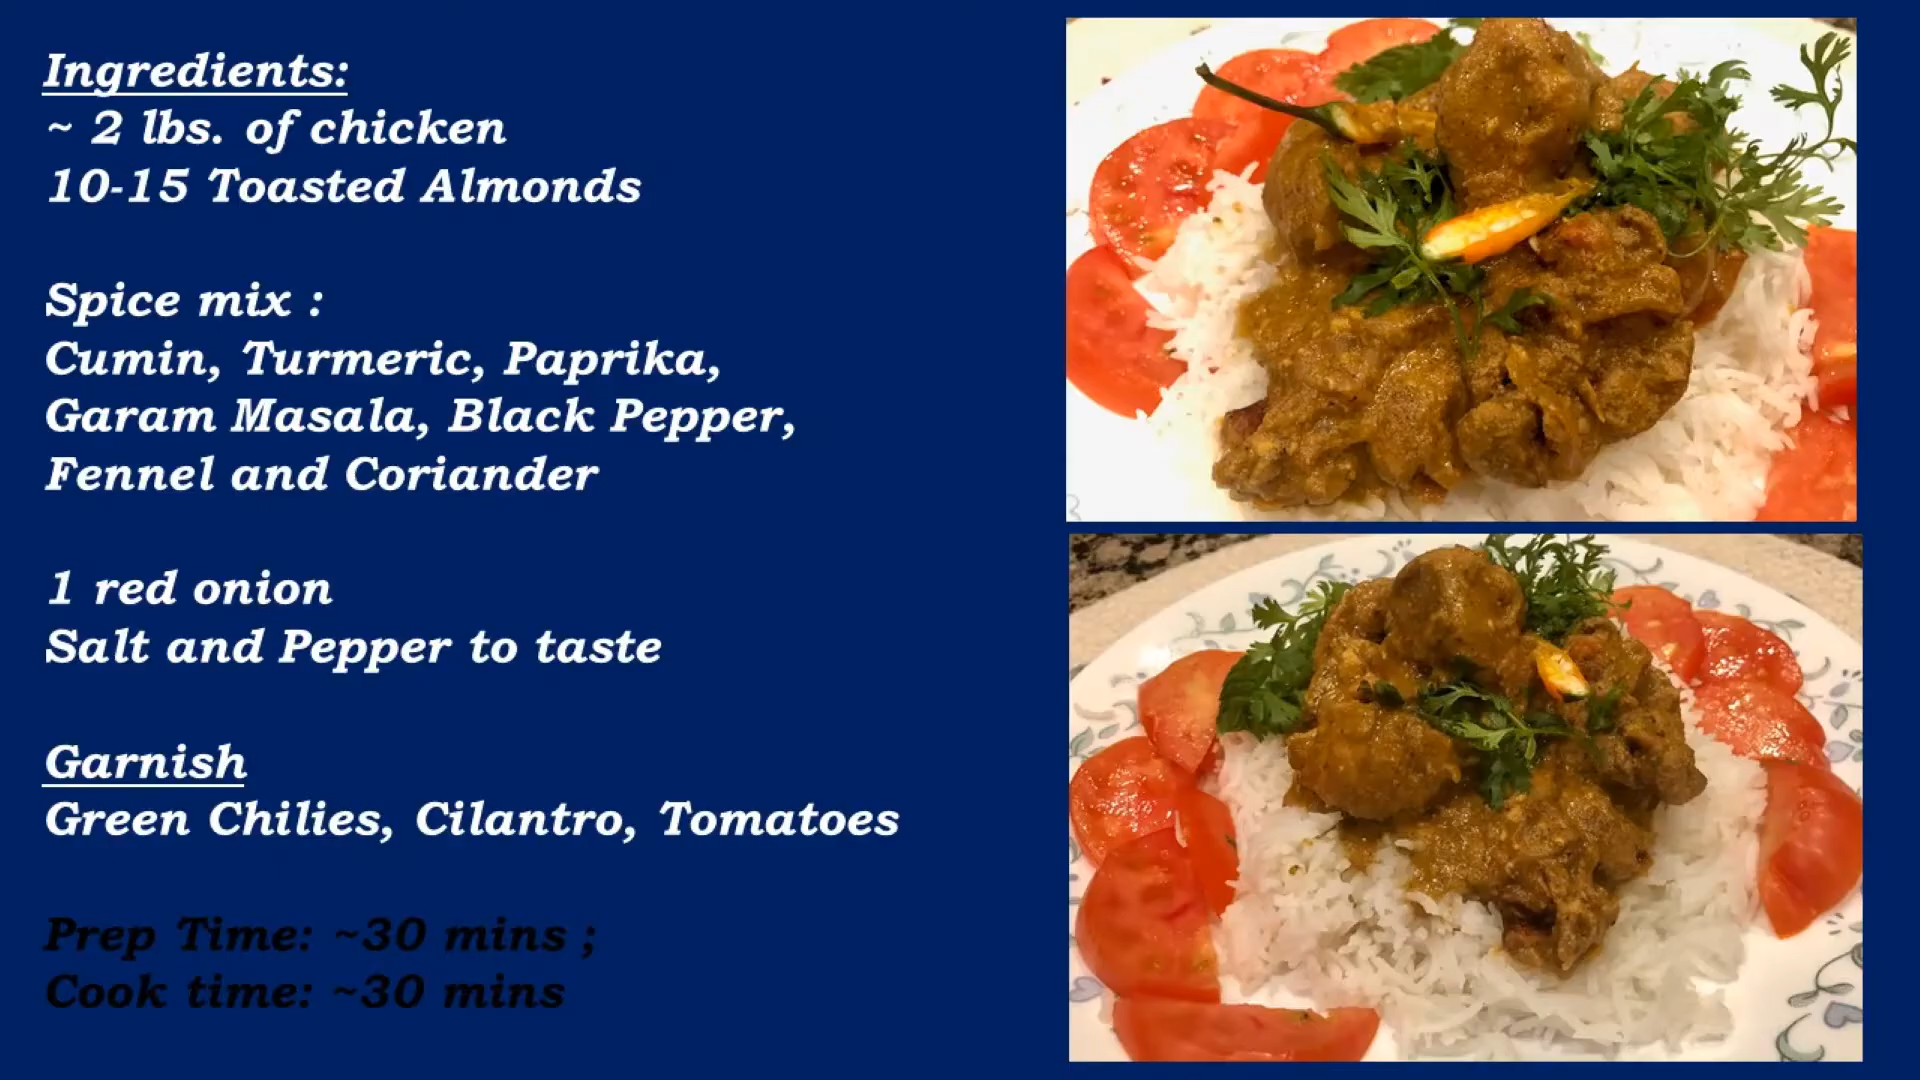 Ingredients:
~ 2 lbs. of chicken
10-15 Toasted Almonds
Spice mix :
Cumin, Turmeric, Paprika,
Garam Masala, Black Pepper,
Fennel and Coriander
1 red onion
Salt and Pepper to taste
Garnish
Green Chilies, Cilantro, Tomatoes
Prep Time: ~30 mins ;
Cook time: ~30 mins